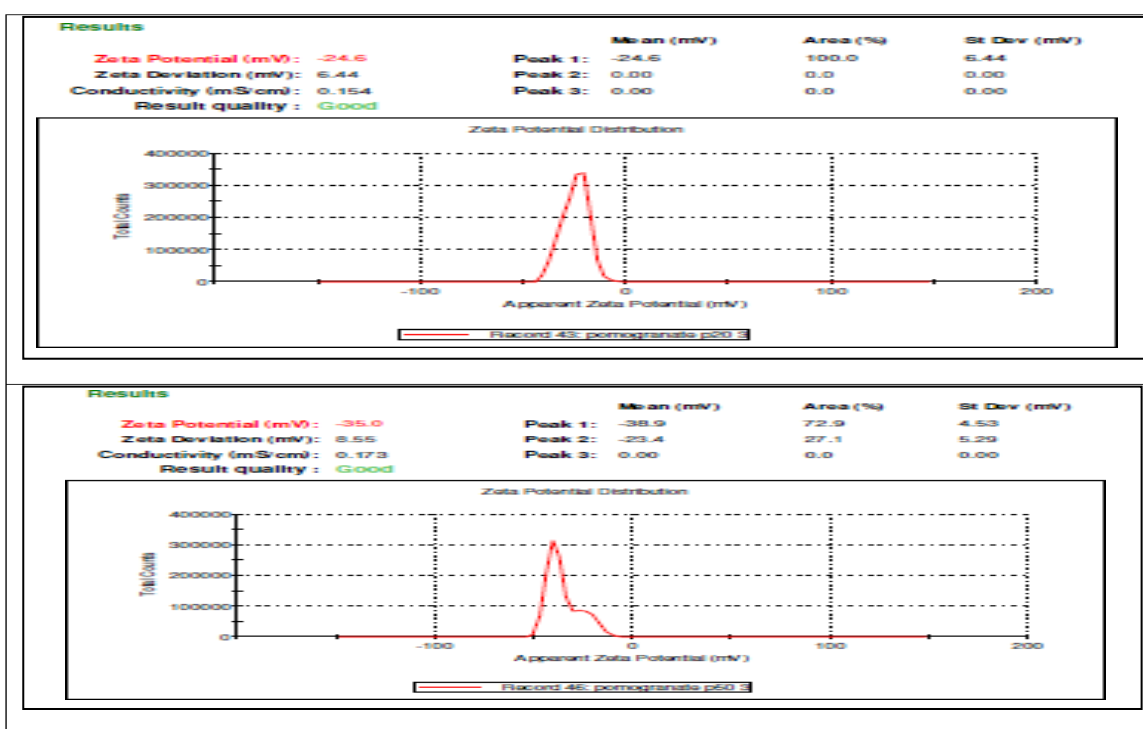 Results
Mean (mV) Area (%) St Dev (mV)
Zeta Potential (mV): -24.6 Peak 1: -24.6 100.0 6.44
Zeta Deviation (mV): 6.44 Peak 2: 0.00 0.0 0.00
Conductivity (mS/cm): 0.154 Peak 3: 0.00 0.0 0.00
Result quality : Good
Zeta Potential Distribution
400000
300000
200000
100000
0
Total Counts
-100 0 100 200
Apparent Zeta Potential (mV)
Record 43: pomogranate p20 3
Results
Mean (mV) Area (%) St Dev (mV)
Zeta Potential (mV): -35.0 Peak 1: -38.9 72.9 4.53
Zeta Deviation (mV): 8.55 Peak 2: -23.4 27.1 5.29
Conductivity (mS/cm): 0.173 Peak 3: 0.00 0.0 0.00
Result quality : Good
Zeta Potential Distribution
400000
300000
200000
100000
0
Total Counts
-100 0 100 200
Apparent Zeta Potential (mV)
Record 46: pomogranate p50 3